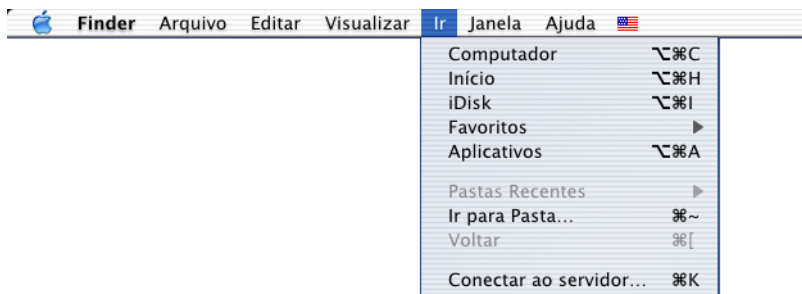 Finder Arquivo Editar Visualizar Ir Janela Ajuda
Computador ⌥⌘C
Início ⌥⌘H
iDisk ⌥⌘I
Favoritos
Aplicativos ⌥⌘A
Pastas Recentes
Ir para Pasta... ⌘~
Voltar ⌘[
Conectar ao servidor... ⌘K